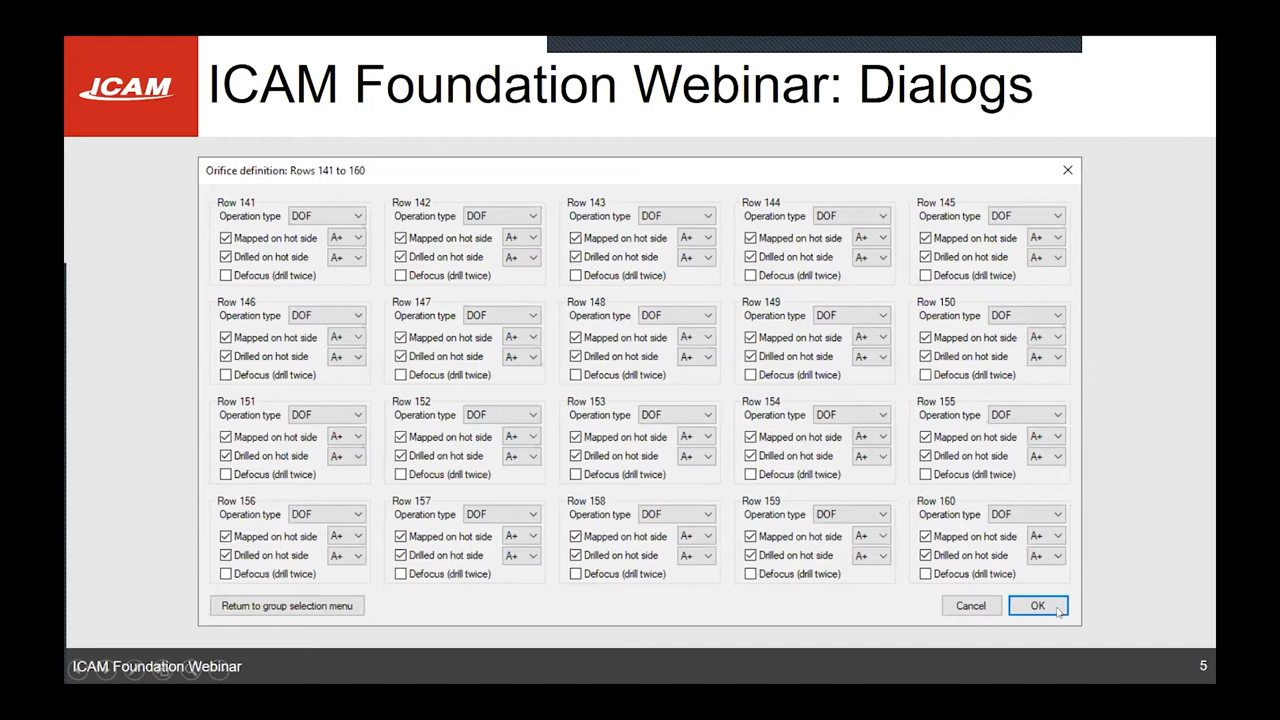 ICAM
ICAM Foundation Webinar: Dialogs
Orifice definition: Rows 141 to 160
Row 141 Row 142 Row 143 Row 144 Row 145
Operation type DOF Operation type DOF Operation type DOF Operation type DOF Operation type DOF
Mapped on hot side A+ Mapped on hot side A+ Mapped on hot side A+ Mapped on hot side A+ Mapped on hot side A+
Drilled on hot side A+ Drilled on hot side A+ Drilled on hot side A+ Drilled on hot side A+ Drilled on hot side A+
Defocus (drill twice) Defocus (drill twice) Defocus (drill twice) Defocus (drill twice) Defocus (drill twice)
Row 146 Row 147 Row 148 Row 149 Row 150
Operation type DOF Operation type DOF Operation type DOF Operation type DOF Operation type DOF
Mapped on hot side A+ Mapped on hot side A+ Mapped on hot side A+ Mapped on hot side A+ Mapped on hot side A+
Drilled on hot side A+ Drilled on hot side A+ Drilled on hot side A+ Drilled on hot side A+ Drilled on hot side A+
Defocus (drill twice) Defocus (drill twice) Defocus (drill twice) Defocus (drill twice) Defocus (drill twice)
Row 151 Row 152 Row 153 Row 154 Row 155
Operation type DOF Operation type DOF Operation type DOF Operation type DOF Operation type DOF
Mapped on hot side A+ Mapped on hot side A+ Mapped on hot side A+ Mapped on hot side A+ Mapped on hot side A+
Drilled on hot side A+ Drilled on hot side A+ Drilled on hot side A+ Drilled on hot side A+ Drilled on hot side A+
Defocus (drill twice) Defocus (drill twice) Defocus (drill twice) Defocus (drill twice) Defocus (drill twice)
Row 156 Row 157 Row 158 Row 159 Row 160
Operation type DOF Operation type DOF Operation type DOF Operation type DOF Operation type DOF
Mapped on hot side A+ Mapped on hot side A+ Mapped on hot side A+ Mapped on hot side A+ Mapped on hot side A+
Drilled on hot side A+ Drilled on hot side A+ Drilled on hot side A+ Drilled on hot side A+ Drilled on hot side A+
Defocus (drill twice) Defocus (drill twice) Defocus (drill twice) Defocus (drill twice) Defocus (drill twice)
Return to group selection menu Cancel OK
ICAM Foundation Webinar 5